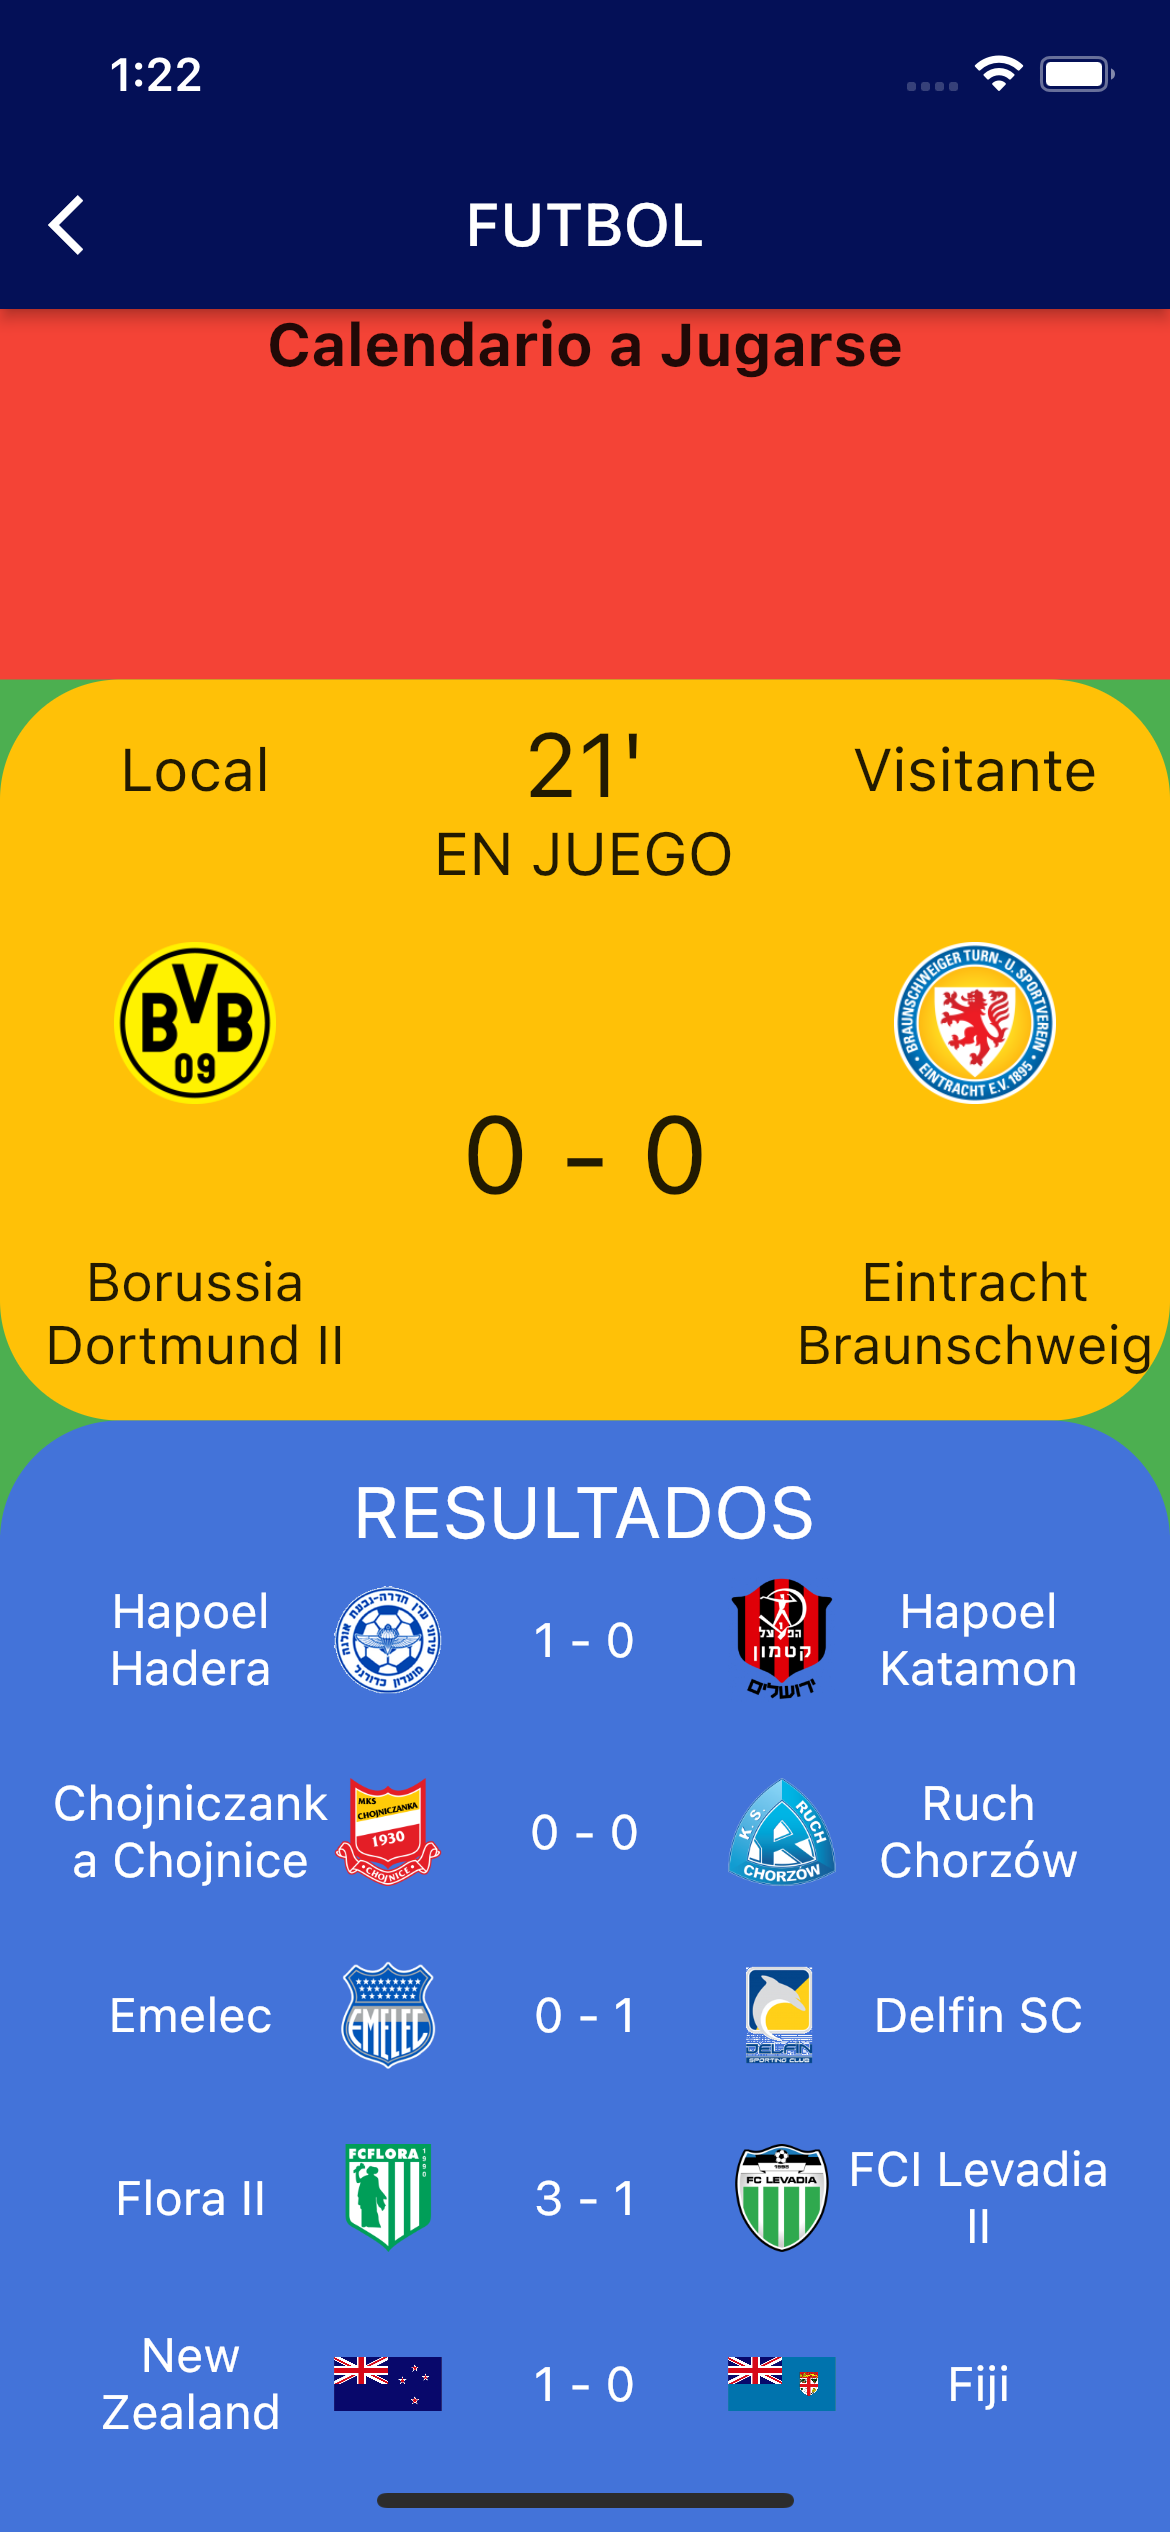 1:22
FUTBOL
Calendario a Jugarse
Local
21'
Visitante
EN JUEGO
BVB
09
BRAUNSCHWEIGER TURN- U. SPORTVEREIN
EINTRACHT E.V. 1895
0 - 0
Borussia
Dortmund II
Eintracht
Braunschweig
RESULTADOS
Hapoel
Hadera
1 - 0
קטמון
ירושלים
Hapoel
Katamon
Chojniczank
a Chojnice
MKS
CHOJNICZANKA
1930
CHOJNICE
0 - 0
K. S. RUCH
CHORZÓW
Ruch
Chorzów
Emelec
EMELEC
0 - 1
DELFIN
SPORTING CLUB
Delfin SC
Flora II
FCFLORA
1990
3 - 1
FC LEVADIA
FCI Levadia
II
New
Zealand
1 - 0
Fiji